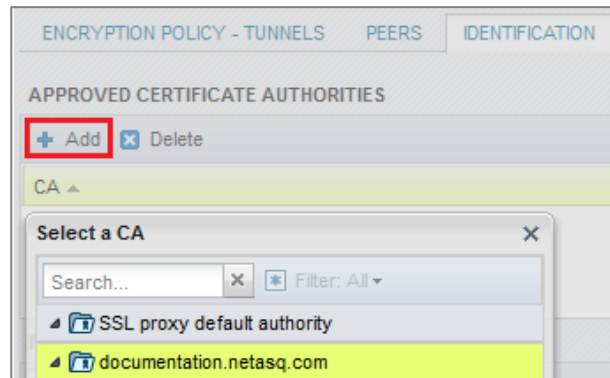 ENCRYPTION POLICY - TUNNELS PEERS IDENTIFICATION
APPROVED CERTIFICATE AUTHORITIES
Add Delete
CA
Select a CA
Search... Filter: All
SSL proxy default authority
documentation.netasq.com